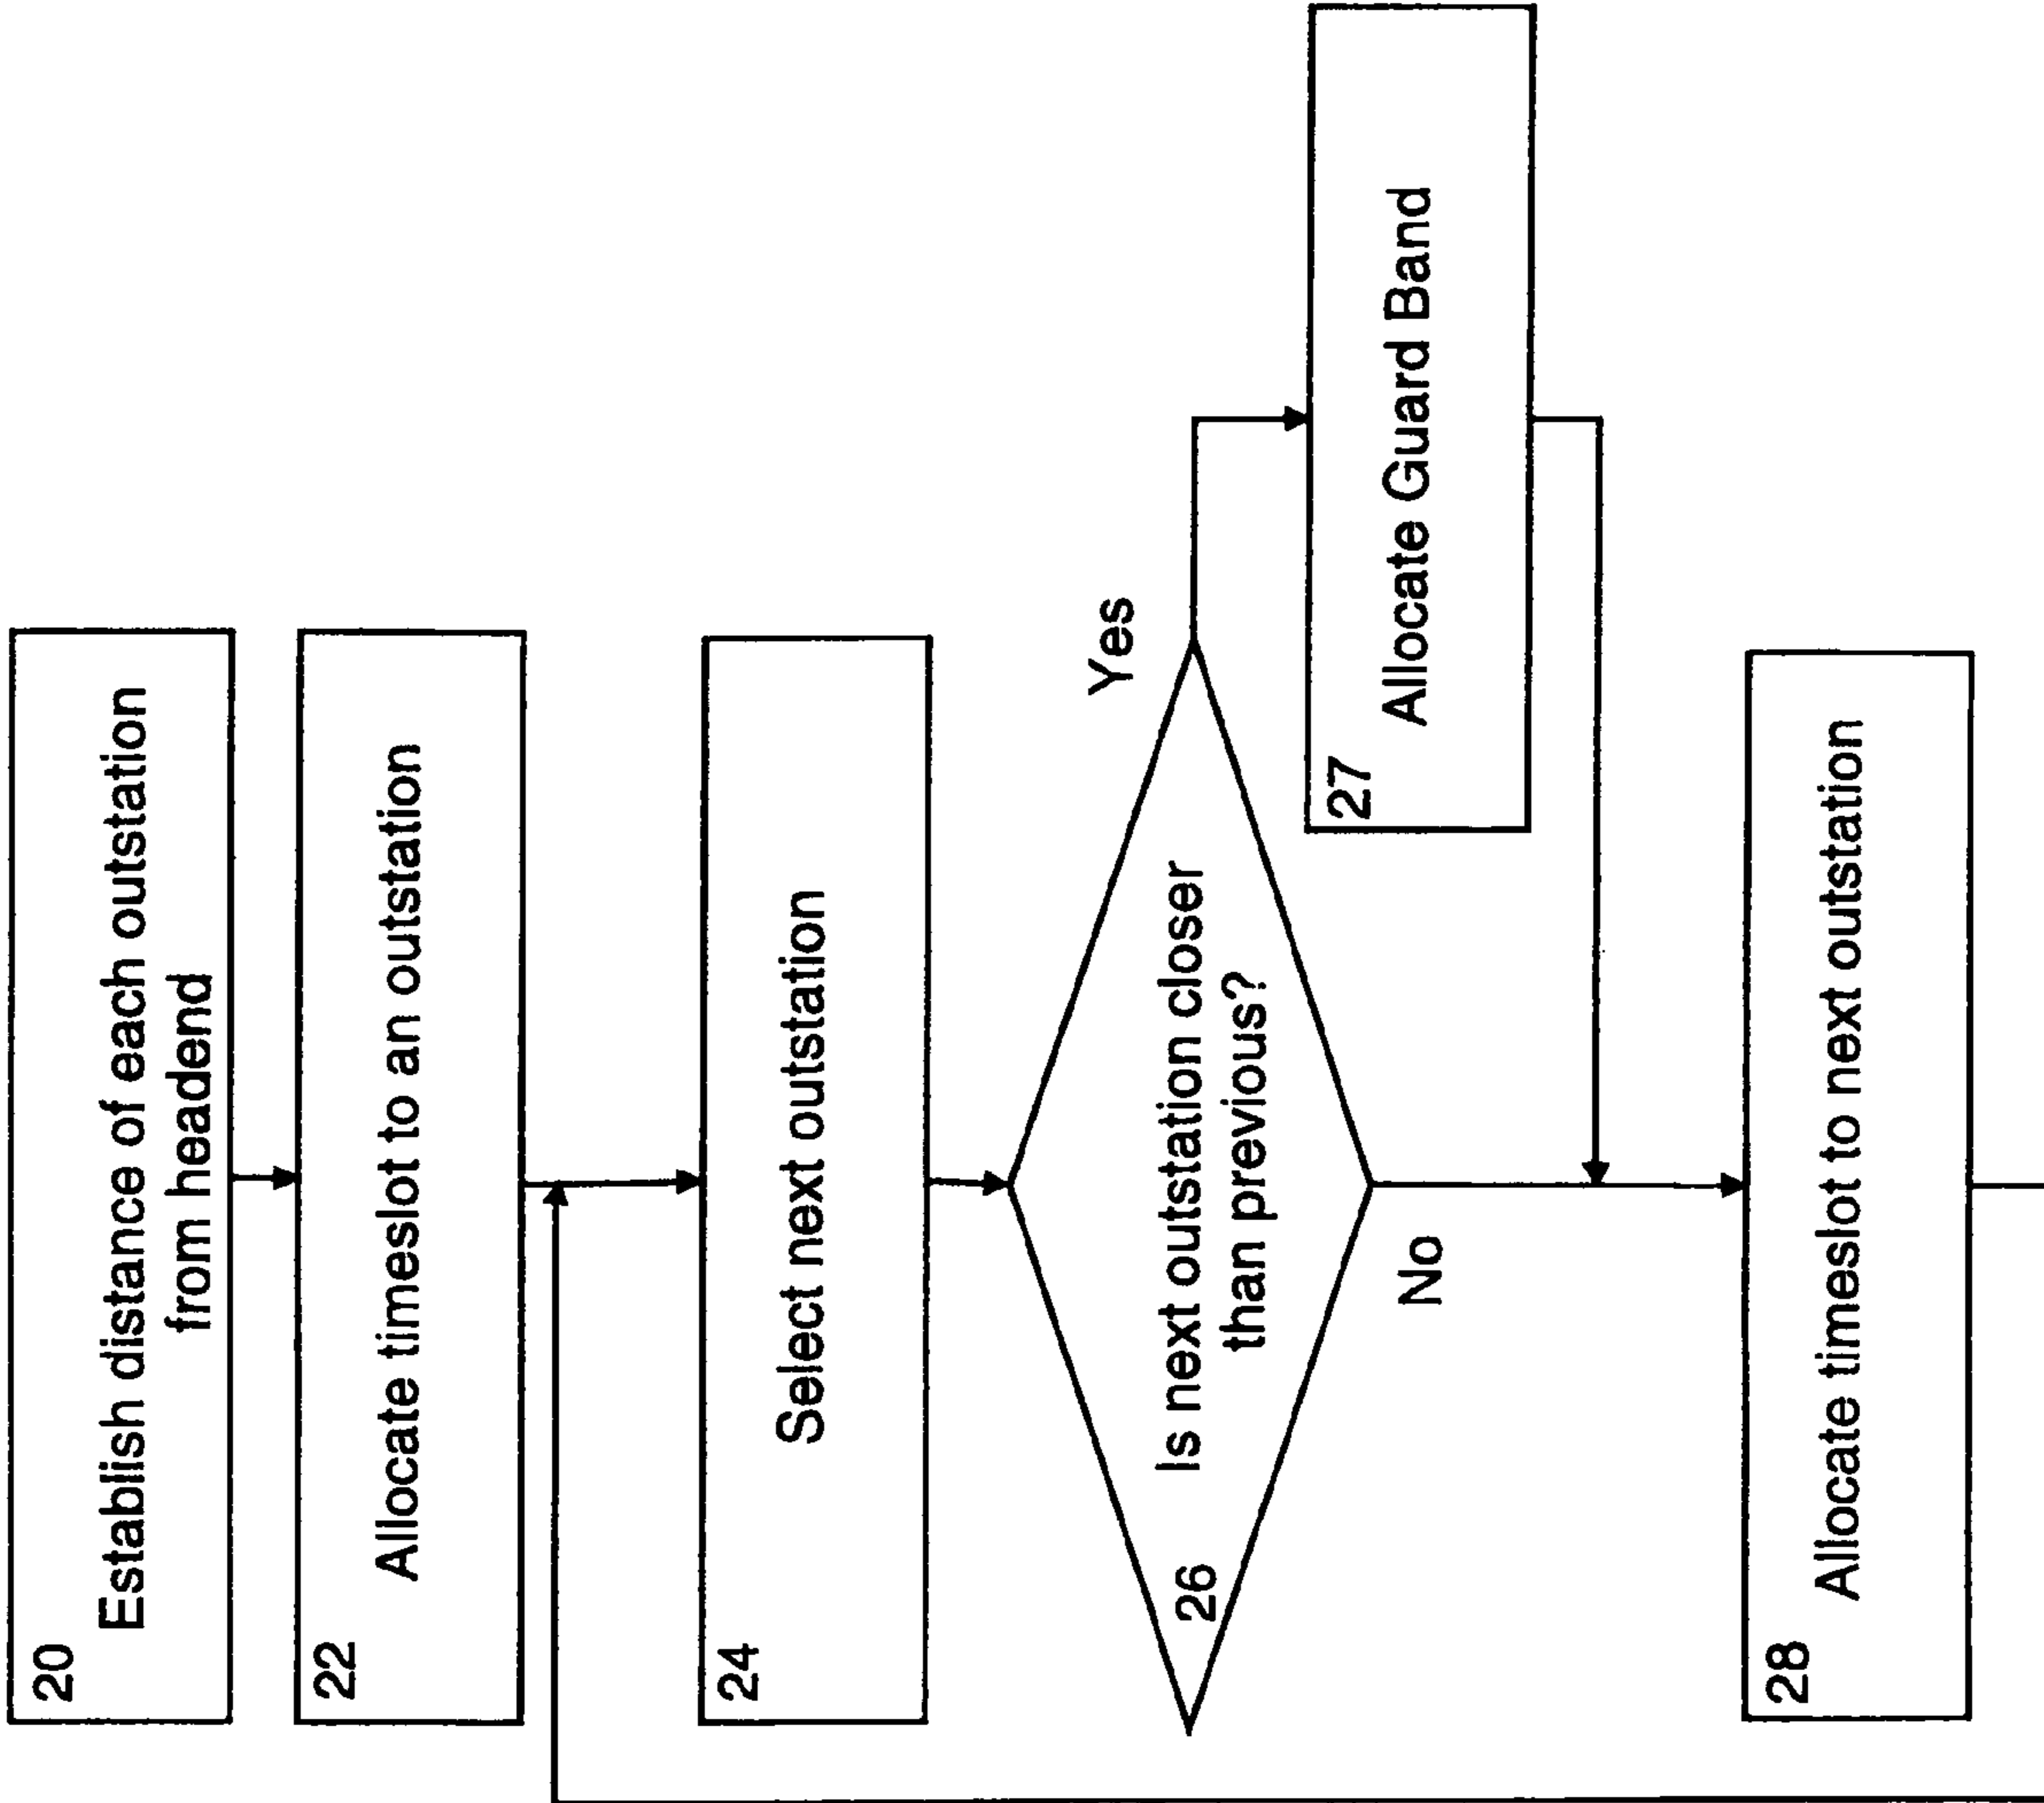 20
Establish distance of each outstation
from headend
22
Allocate timeslot to an outstation
24
Select next outstation
26
Is next outstation closer
than previous?
Yes
27
Allocate Guard Band
No
28
Allocate timeslot to next outstation